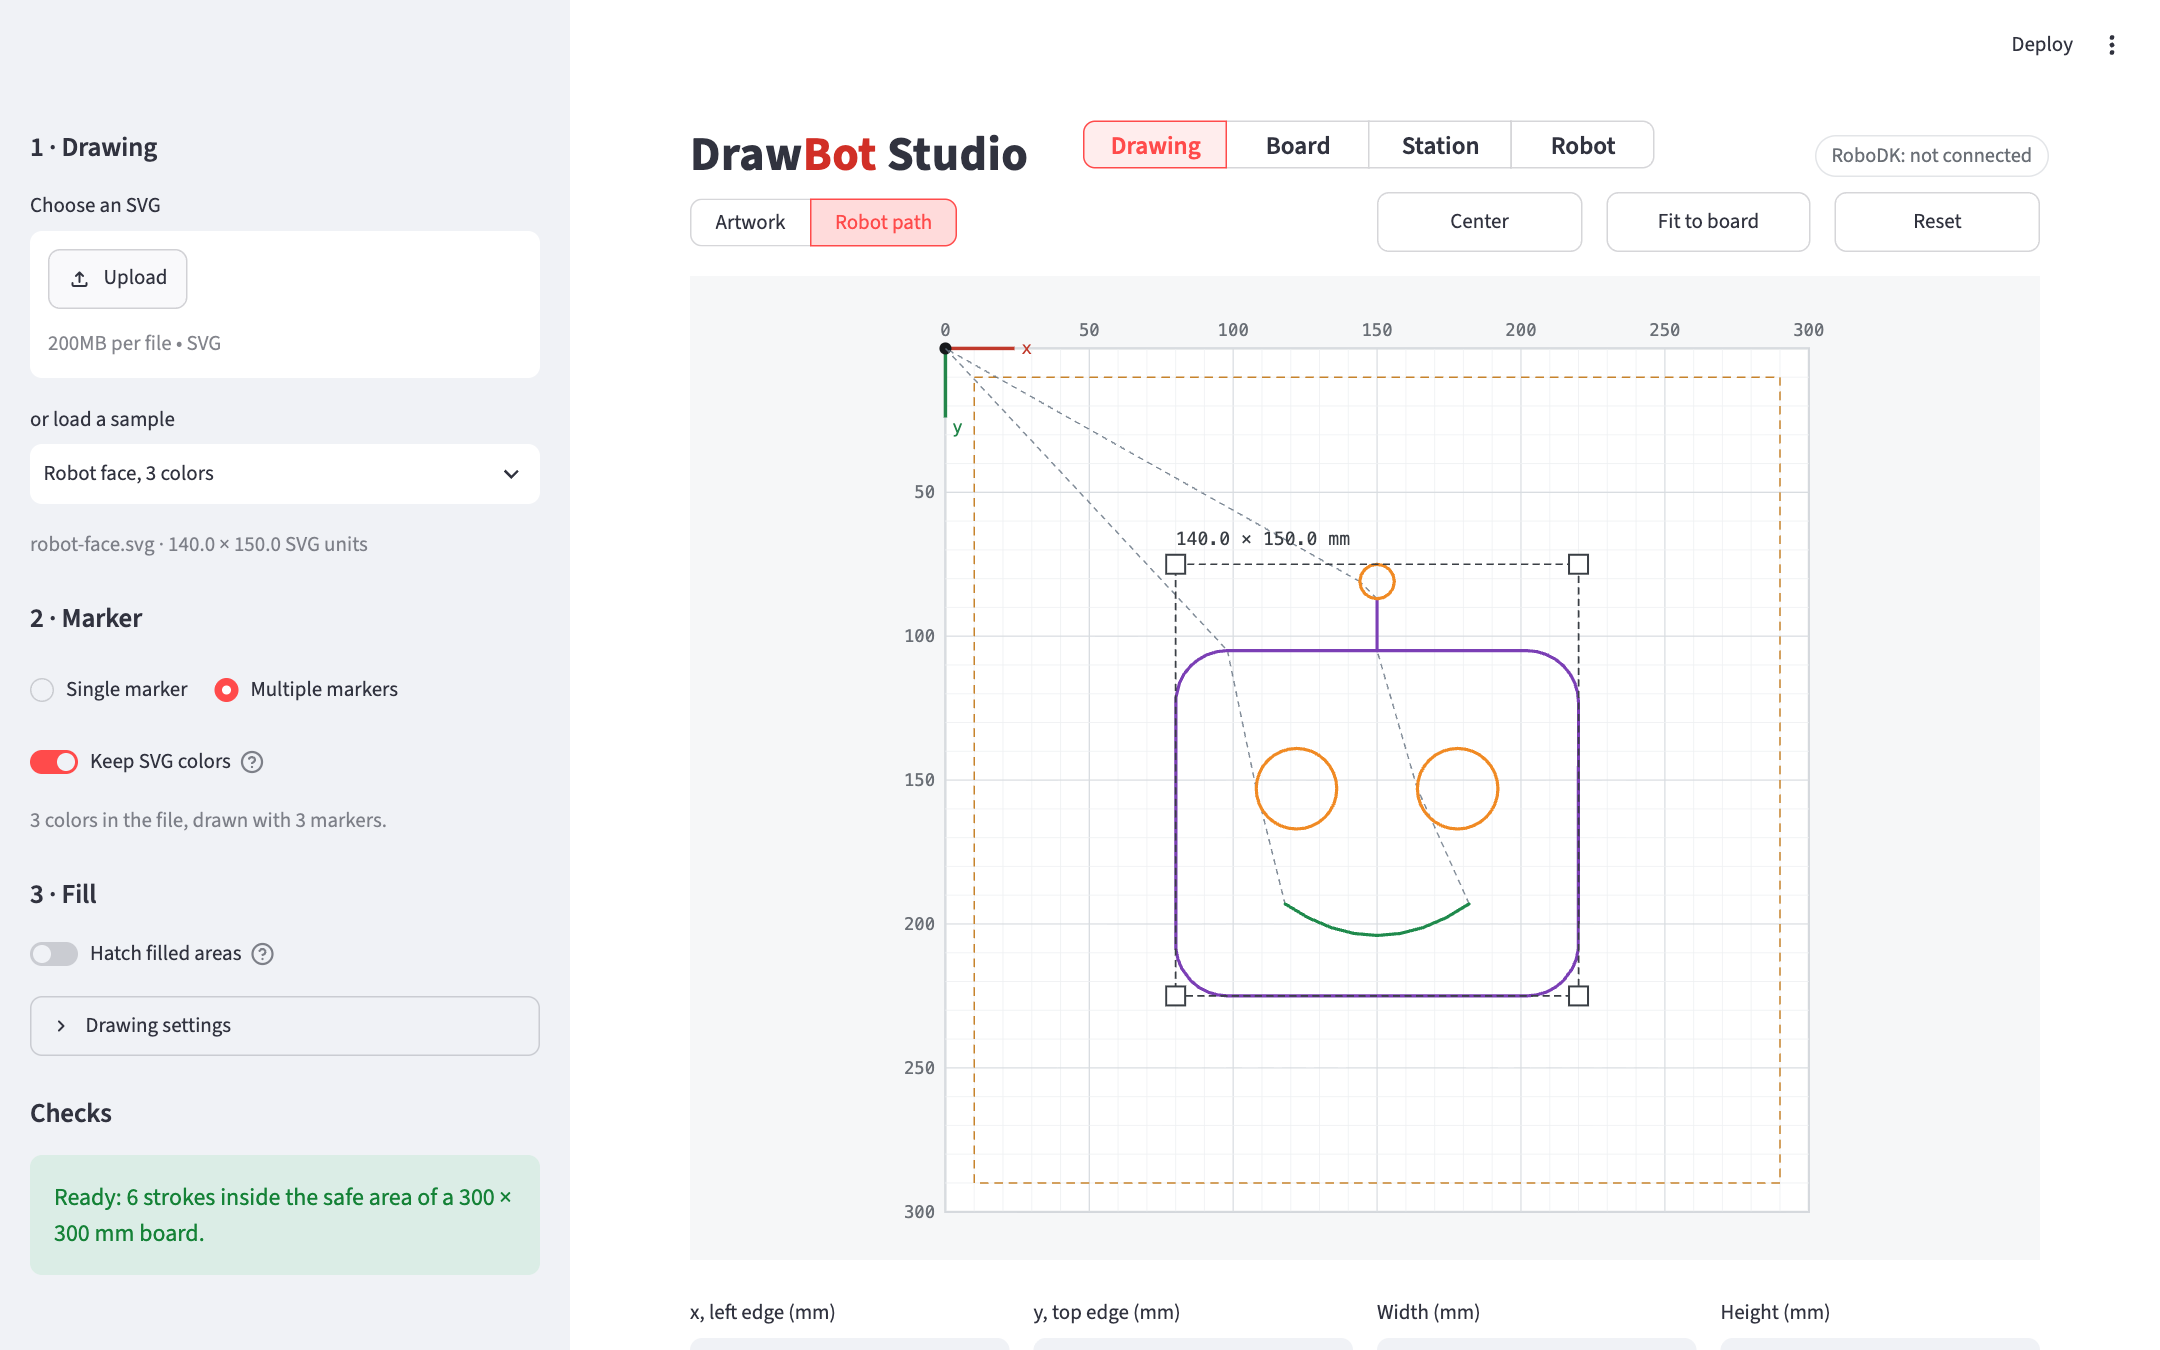 Deploy
1 · Drawing
Choose an SVG
Upload
200MB per file • SVG
or load a sample
Robot face, 3 colors
robot-face.svg · 140.0 × 150.0 SVG units
2 · Marker
Single marker
Multiple markers
Keep SVG colors
3 colors in the file, drawn with 3 markers.
3 · Fill
Hatch filled areas
Drawing settings
Checks
Ready: 6 strokes inside the safe area of a 300 ×
300 mm board.
DrawBot Studio
Drawing
Board
Station
Robot
RoboDK: not connected
Artwork
Robot path
Center
Fit to board
Reset
0 50 100 150 200 250 300
x
y
50
140.0 × 150.0 mm
100
150
200
250
300
x, left edge (mm)
y, top edge (mm)
Width (mm)
Height (mm)